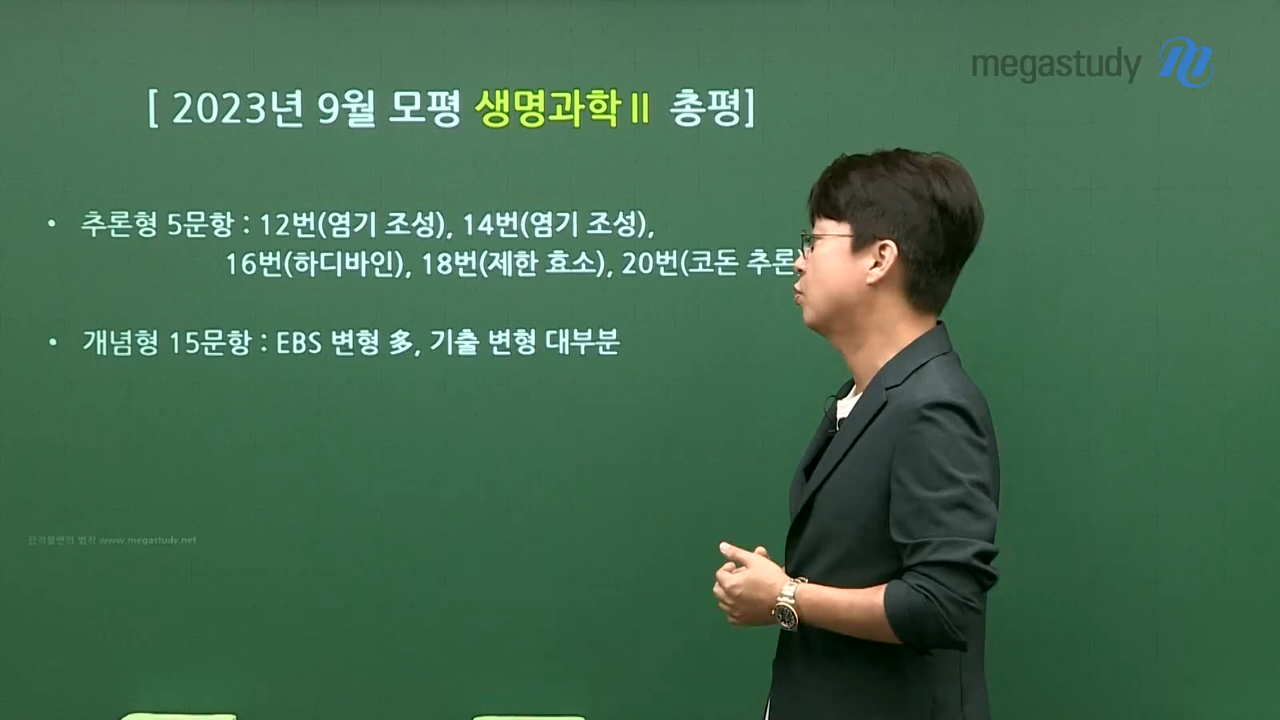 megastudy
[ 2023년 9월 모평 생명과학Ⅱ 총평]
• 추론형 5문항 : 12번(염기 조성), 14번(염기 조성),
16번(하디바인), 18번(제한 효소), 20번(코돈 추론
• 개념형 15문항 : EBS 변형 多, 기출 변형 대부분
www.megastudy.net